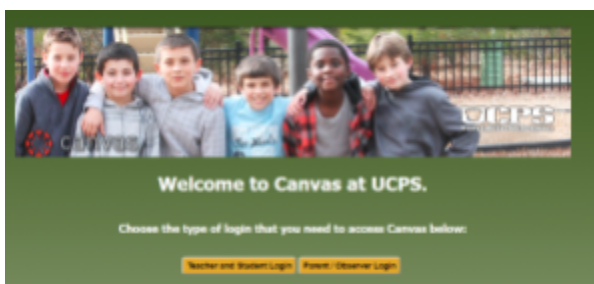 canvas
UCPS
Welcome to Canvas at UCPS.
Choose the type of login that you need to access Canvas below:
Teacher and Student Login Parent / Observer Login